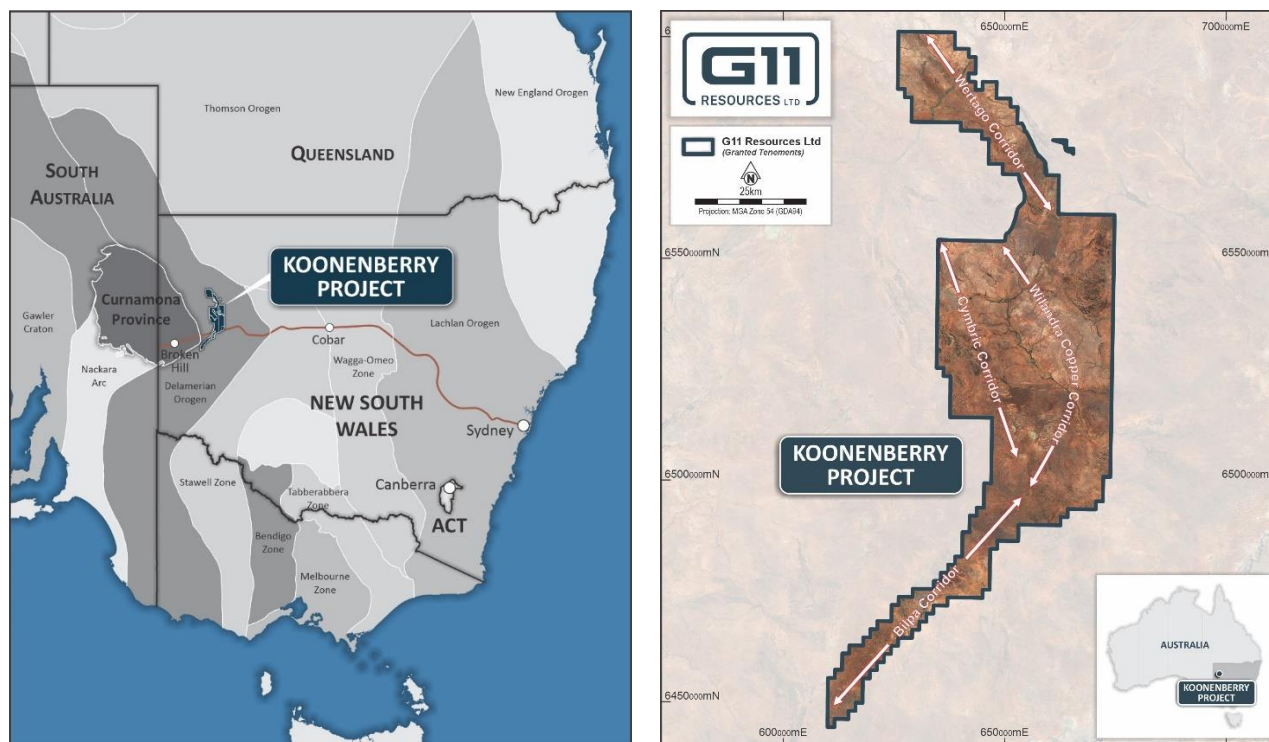 Thomson Orogen
New England Orogen
QUEENSLAND
SOUTH
AUSTRALIA
KOONENBERRY
PROJECT
Curnamona
Province
Gawler
Craton
Broken
Hill
Cobar
Lachlan Orogen
Nackara
Arc
Delamerian
Orogen
Wagga-Omeo
Zone
NEW SOUTH
WALES
Sydney
Stawell Zone
Tabberabbera
Zone
Canberra
ACT
Bendigo
Zone
Melbourne
Zone
650000mE
700000mE
G11
RESOURCES LTD
G11 Resources Ltd
(Granted Tenements)
N
25km
Projection: MGA Zone 54 (GDA94)
Wertago Corridor
6550000mN
6550000mN
Cymbric Corridor
Wilandra Copper Corridor
KOONENBERRY
PROJECT
6500000mN
6500000mN
Bilpa Corridor
6450000mN
AUSTRALIA
KOONENBERRY
PROJECT
600000mE
650000mE